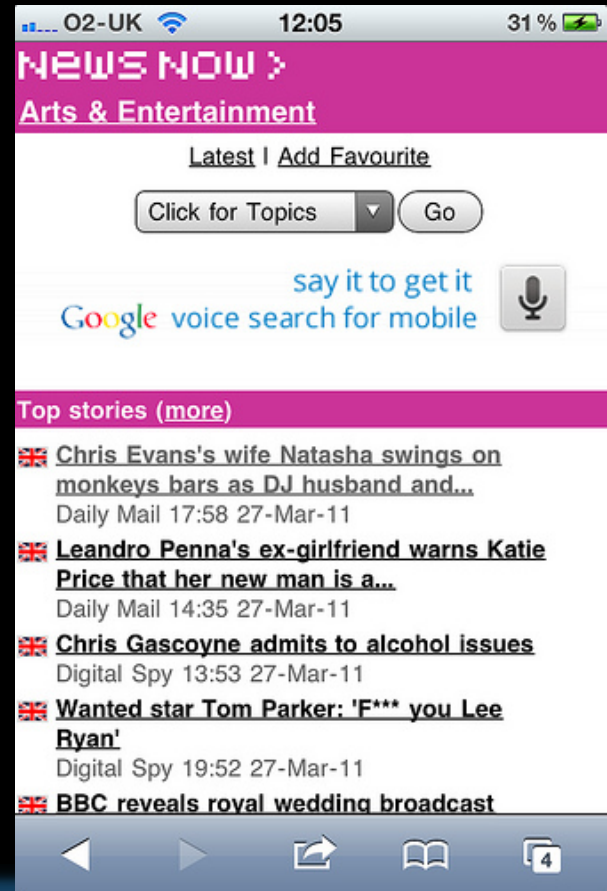 O2-UK 12:05 31 %
NEWS NOW >
Arts & Entertainment
Latest | Add Favourite
Click for Topics Go
say it to get it
Google voice search for mobile
Top stories (more)
Chris Evans's wife Natasha swings on
monkeys bars as DJ husband and...
Daily Mail 17:58 27-Mar-11
Leandro Penna's ex-girlfriend warns Katie
Price that her new man is a...
Daily Mail 14:35 27-Mar-11
Chris Gascoyne admits to alcohol issues
Digital Spy 13:53 27-Mar-11
Wanted star Tom Parker: 'F*** you Lee
Ryan'
Digital Spy 19:52 27-Mar-11
BBC reveals royal wedding broadcast
4